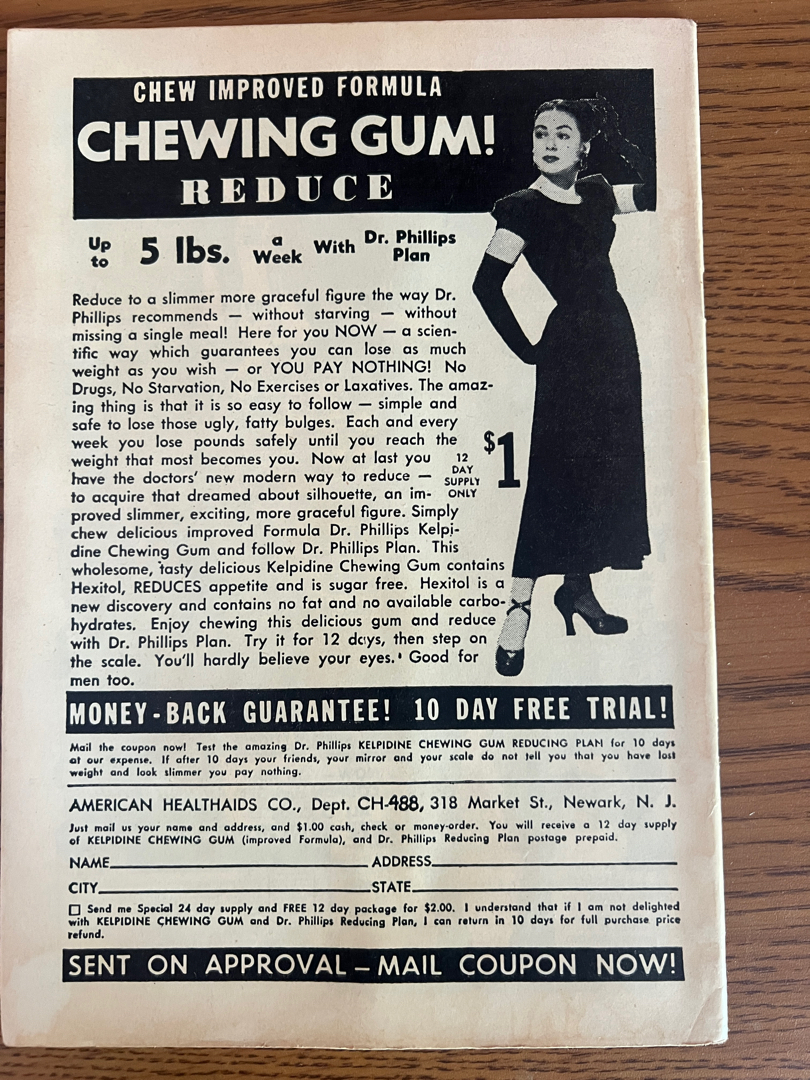 CHEW IMPROVED FORMULA
CHEWING GUM!
REDUCE
Up to 5 lbs. a Week With Dr. Phillips Plan
Reduce to a slimmer more graceful figure the way Dr.
Phillips recommends — without starving — without
missing a single meal! Here for you NOW — a scien-
tific way which guarantees you can lose as much
weight as you wish — or YOU PAY NOTHING! No
Drugs, No Starvation, No Exercises or Laxatives. The amaz-
ing thing is that it is so easy to follow — simple and
safe to lose those ugly, fatty bulges. Each and every
week you lose pounds safely until you reach the
weight that most becomes you. Now at last you
have the doctors' new modern way to reduce —
to acquire that dreamed about silhouette, an im-
proved slimmer, exciting, more graceful figure. Simply
chew delicious improved Formula Dr. Phillips Kelpi-
dine Chewing Gum and follow Dr. Phillips Plan. This
wholesome, tasty delicious Kelpidine Chewing Gum contains
Hexitol, REDUCES appetite and is sugar free. Hexitol is a
new discovery and contains no fat and no available carbo-
hydrates. Enjoy chewing this delicious gum and reduce
with Dr. Phillips Plan. Try it for 12 days, then step on
the scale. You'll hardly believe your eyes. Good for
men too.
12
DAY
SUPPLY
ONLY
$1
MONEY-BACK GUARANTEE! 10 DAY FREE TRIAL!
Mail the coupon now! Test the amazing Dr. Phillips KELPIDINE CHEWING GUM REDUCING PLAN for 10 days
at our expense. If after 10 days your friends, your mirror and your scale do not tell you that you have lost
weight and look slimmer you pay nothing.
AMERICAN HEALTHAIDS CO., Dept. CH-488, 318 Market St., Newark, N. J.
Just mail us your name and address, and $1.00 cash, check or money-order. You will receive a 12 day supply
of KELPIDINE CHEWING GUM (improved Formula), and Dr. Phillips Reducing Plan postage prepaid.
NAME ADDRESS
CITY STATE
Send me Special 24 day supply and FREE 12 day package for $2.00. I understand that if I am not delighted
with KELPIDINE CHEWING GUM and Dr. Phillips Reducing Plan, I can return in 10 days for full purchase price
refund.
SENT ON APPROVAL — MAIL COUPON NOW!